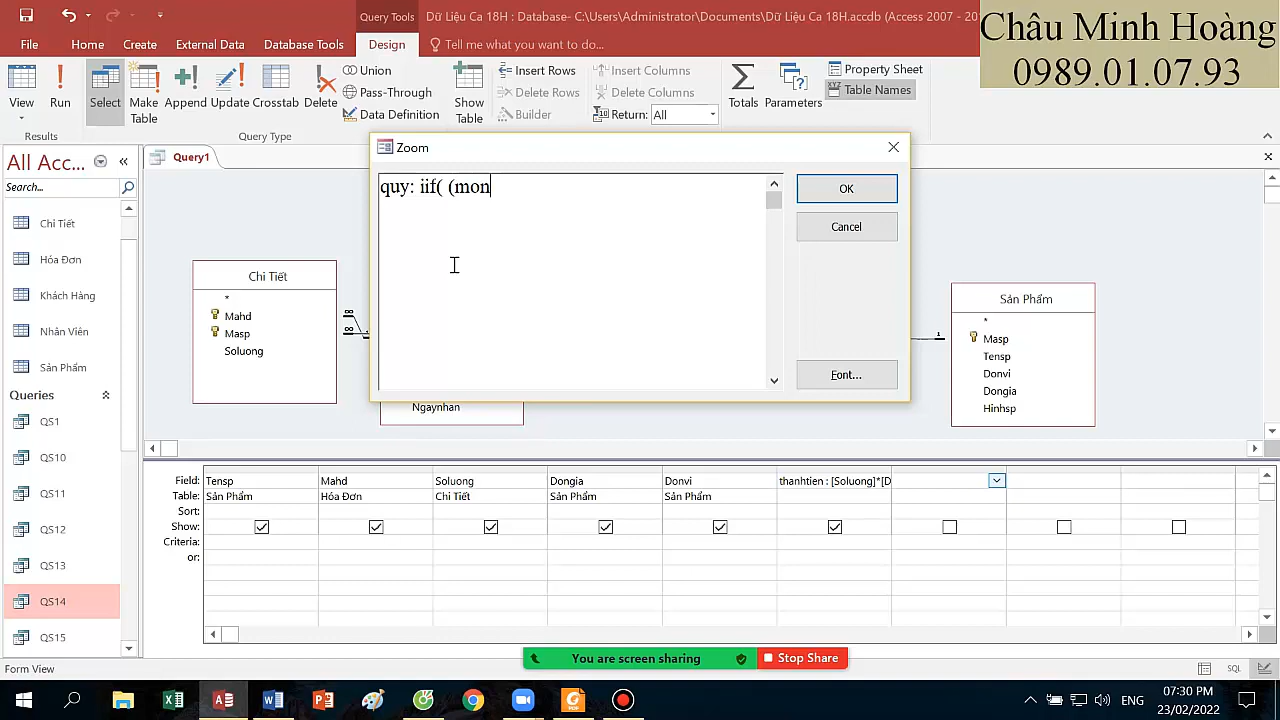 Query Tools
Dữ Liệu Ca 18H : Database- C:\Users\Administrator\Documents\Dữ Liệu Ca 18H.accdb (Access 2007 - 20
Châu Minh Hoàng
0989.01.07.93
File
Home
Create
External Data
Database Tools
Design
Tell me what you want to do...
View
Run
Select
Make Table
Append
Update
Crosstab
Delete
Union
Pass-Through
Data Definition
Show Table
Insert Rows
Delete Rows
Builder
Insert Columns
Delete Columns
Return: All
Totals
Parameters
Property Sheet
Table Names
Results
Query Type
All Acc...
Search...
Chi Tiết
Hóa Đơn
Khách Hàng
Nhân Viên
Sản Phẩm
Queries
QS1
QS10
QS11
QS12
QS13
QS14
QS15
Query1
Zoom
quy: iif( (mon
OK
Cancel
Font...
Chi Tiết
*
Mahd
Masp
Soluong
Ngaynhan
Sản Phẩm
*
Masp
Tensp
Donvi
Dongia
Hinhsp
Field: Tensp Mahd Soluong Dongia Donvi thanhtien : [Soluong]*[D
Table: Sản Phẩm Hóa Đơn Chi Tiết Sản Phẩm Sản Phẩm
Sort:
Show:
Criteria:
or:
You are screen sharing
Stop Share
Form View
SQL
ENG
07:30 PM
23/02/2022